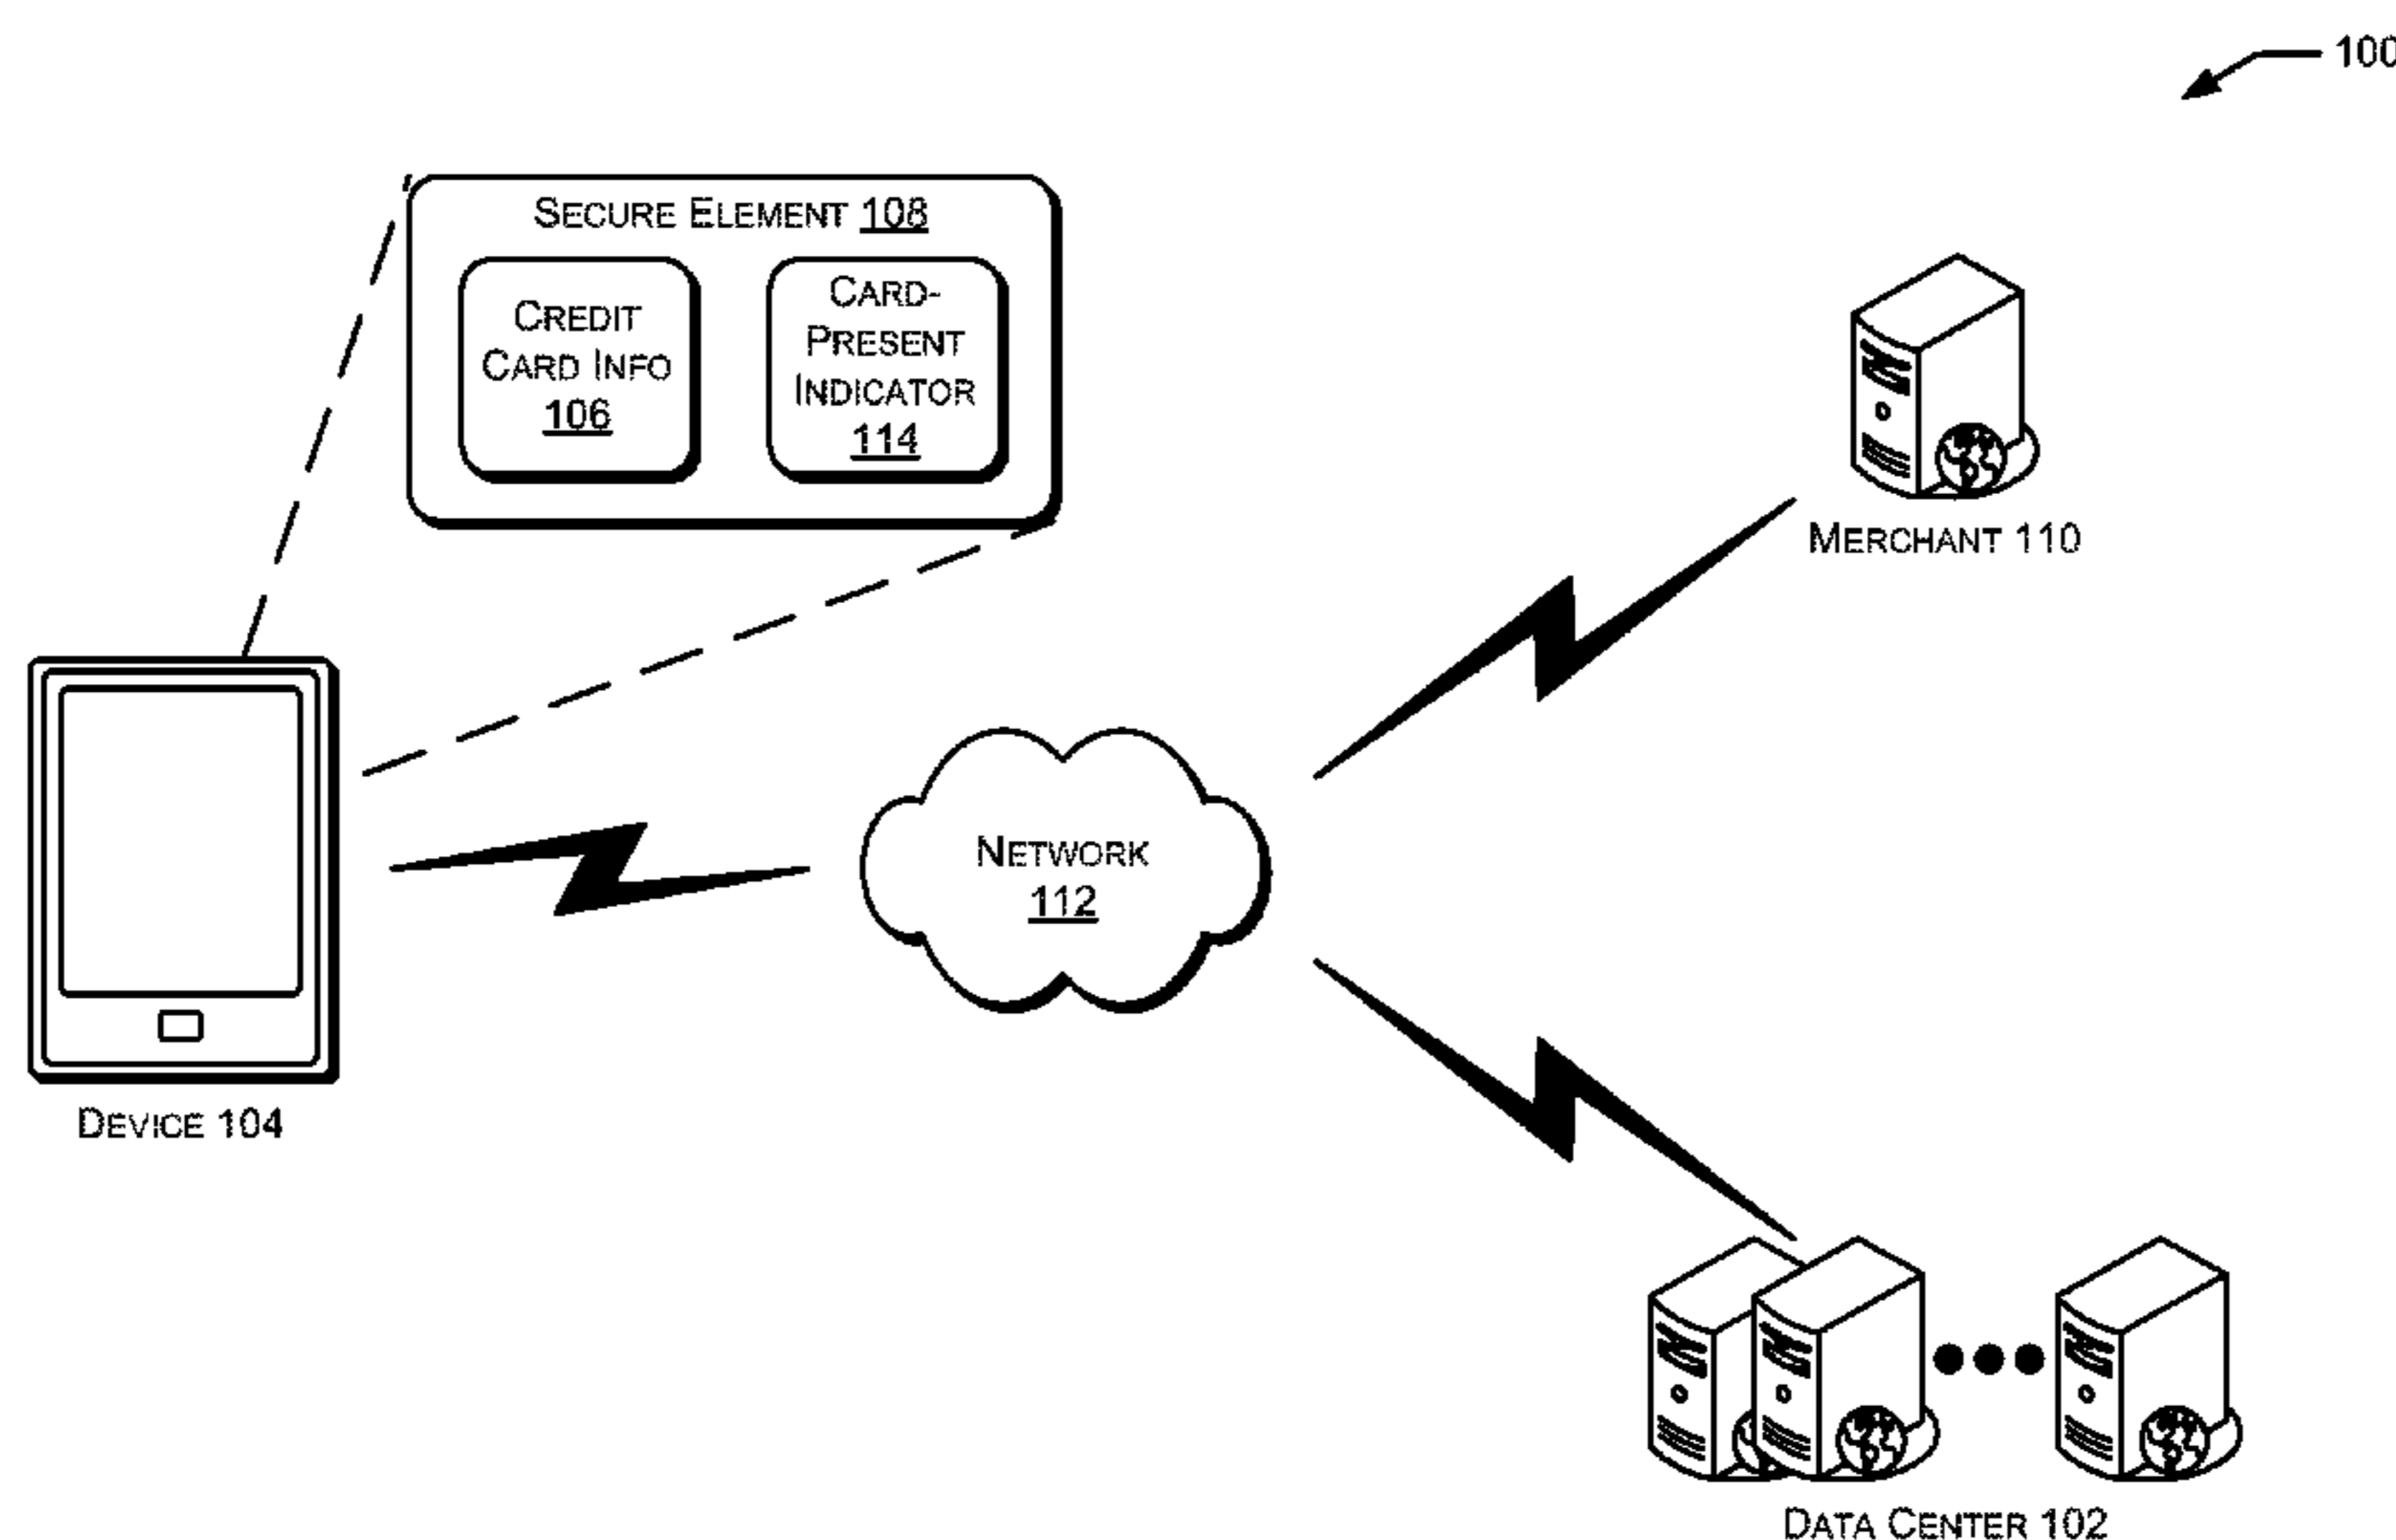 100
SECURE ELEMENT 108
CREDIT
CARD INFO
106
CARD-
PRESENT
INDICATOR
114
MERCHANT 110
NETWORK
112
DEVICE 104
DATA CENTER 102